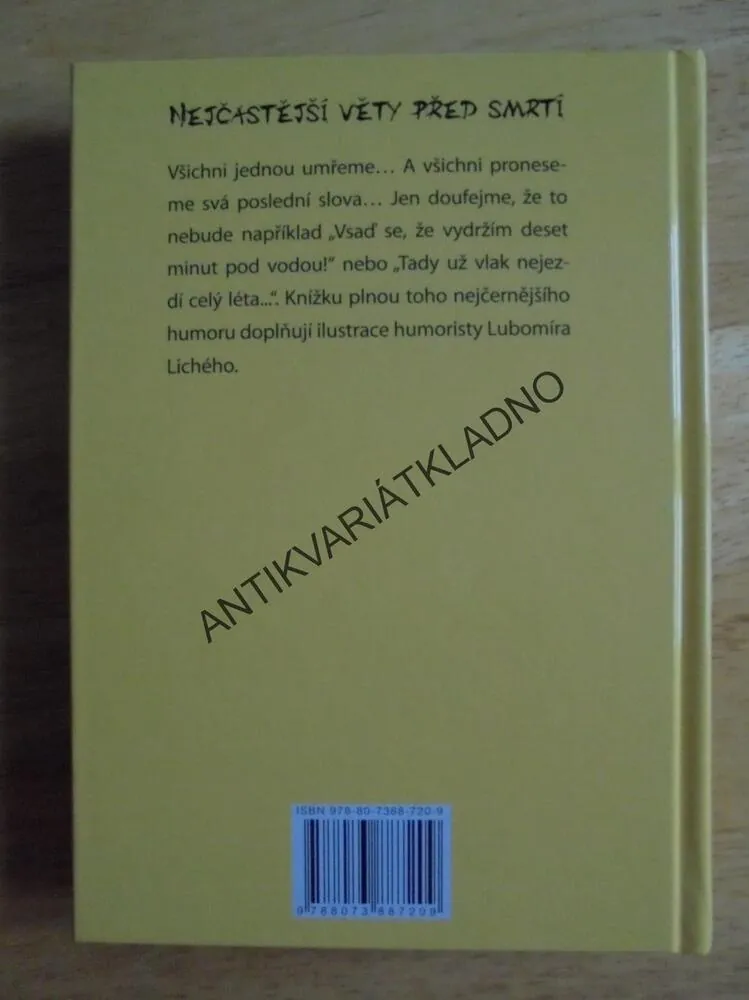 NEJČASTĚJŠÍ VĚTY PŘED SMRTÍ
Všichni jednou umřeme… A všichni pronese-
me svá poslední slova… Jen doufejme, že to
nebude například „Vsaď se, že vydržím deset
minut pod vodou!“ nebo „Tady už vlak nejez-
dí celý léta...“. Knížku plnou toho nejčernějšího
humoru doplňují ilustrace humoristy Lubomíra
Lichého.
ANTIKVARIÁTKLADNO
ISBN 978-80-7388-720-9
9 788073 887209